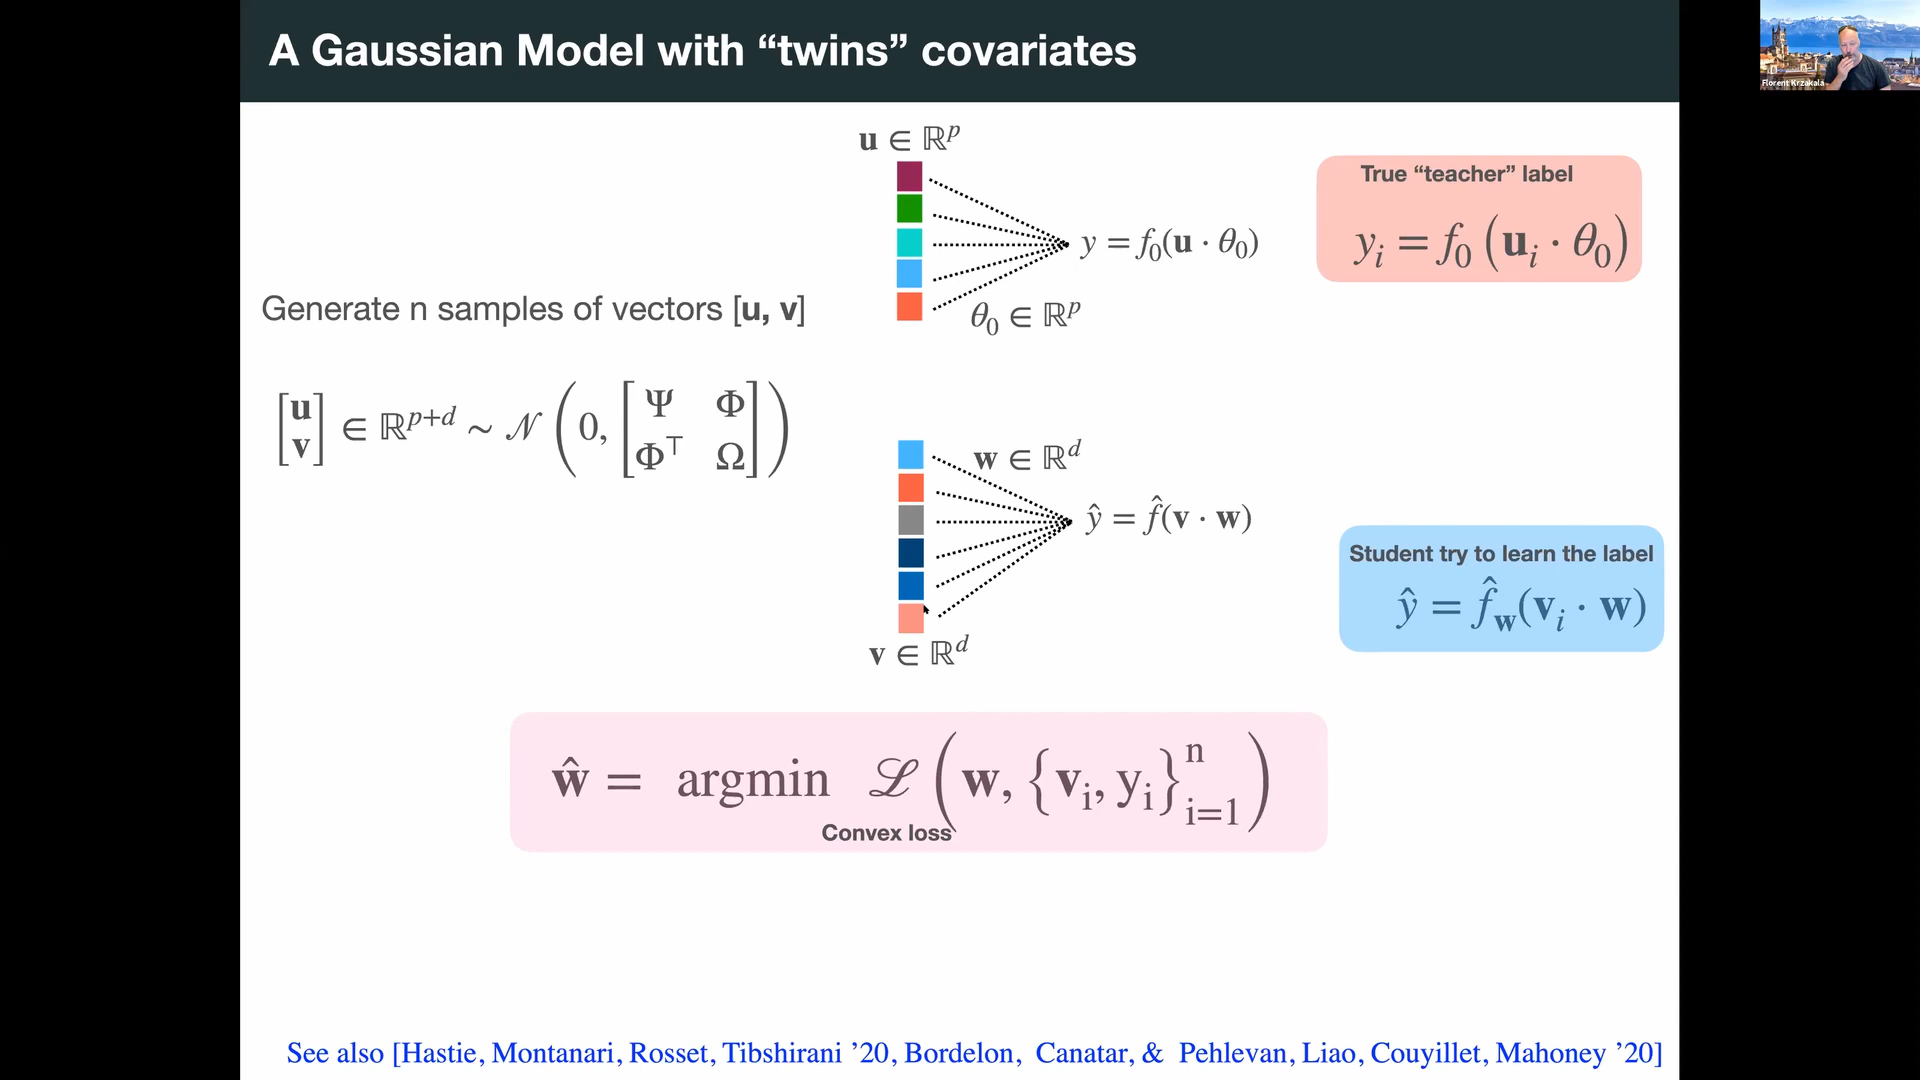 A Gaussian Model with “twins” covariates
Florent Krzakala
u ∈ ℝ^p
True “teacher” label
y = f_0(u · θ_0)
y_i = f_0 (u_i · θ_0)
Generate n samples of vectors [u, v]
θ_0 ∈ ℝ^p
[u v] ∈ ℝ^{p+d} ~ 𝒩 (0, [Ψ Φ Φ^⊤ Ω])
w ∈ ℝ^d
ŷ = f̂(v · w)
Student try to learn the label
ŷ = f̂_w(v_i · w)
v ∈ ℝ^d
ŵ = argmin ℒ (w, {v_i, y_i}_{i=1}^n)
Convex loss
See also [Hastie, Montanari, Rosset, Tibshirani ’20, Bordelon, Canatar, & Pehlevan, Liao, Couyillet, Mahoney ’20]